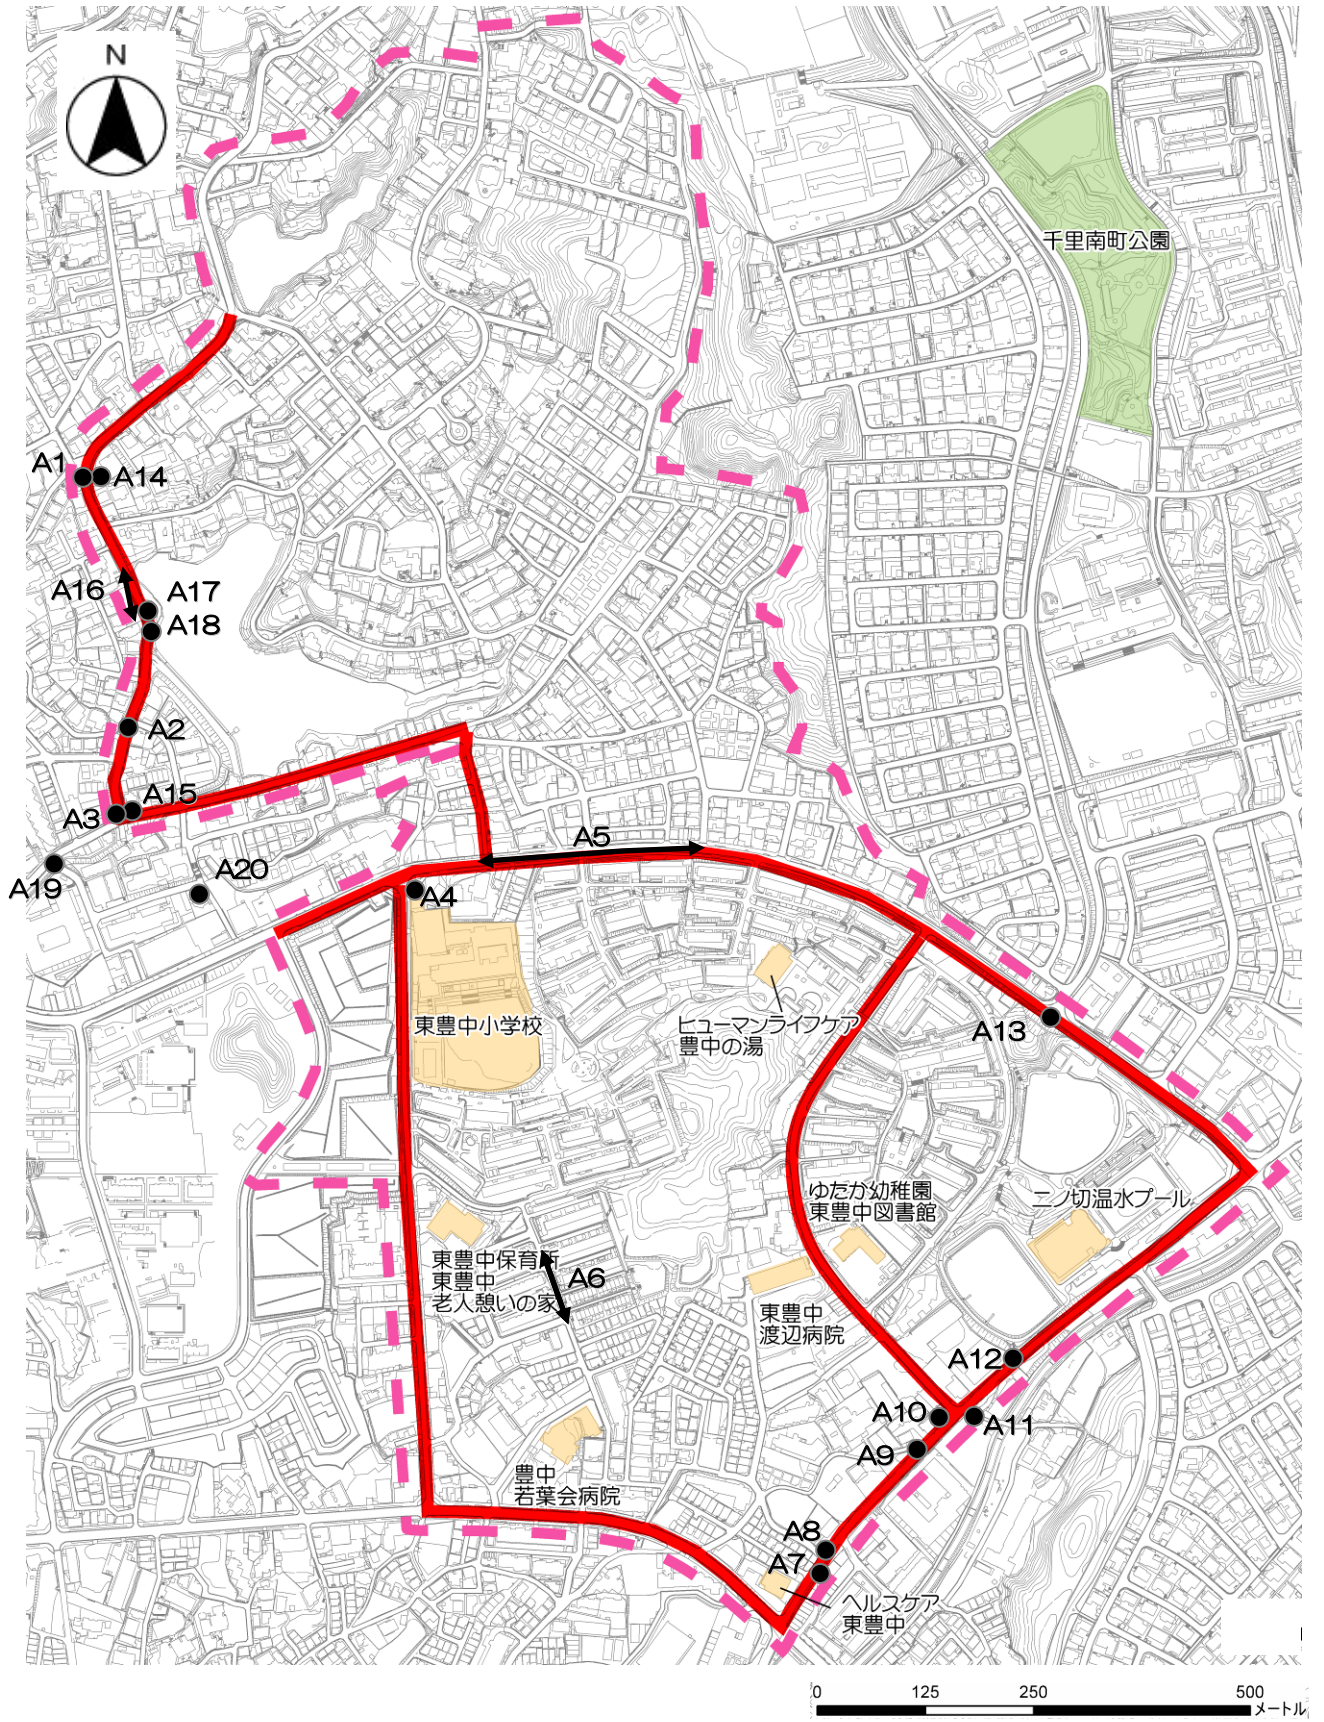 N
千里南町公園
A1
A14
A16
A17
A18
A2
A15
A3
A5
A19
A20
A4
東豊中小学校
ヒューマンライフケア
豊中の湯
A13
ゆたか幼稚園
東豊中図書館
二ノ切温水プール
東豊中保育所
東豊中
老人憩いの家
A6
東豊中
渡辺病院
A12
A10
A11
A9
豊中
若葉会病院
A8
A7
ヘルスケア
東豊中
0 125 250 500
メートル